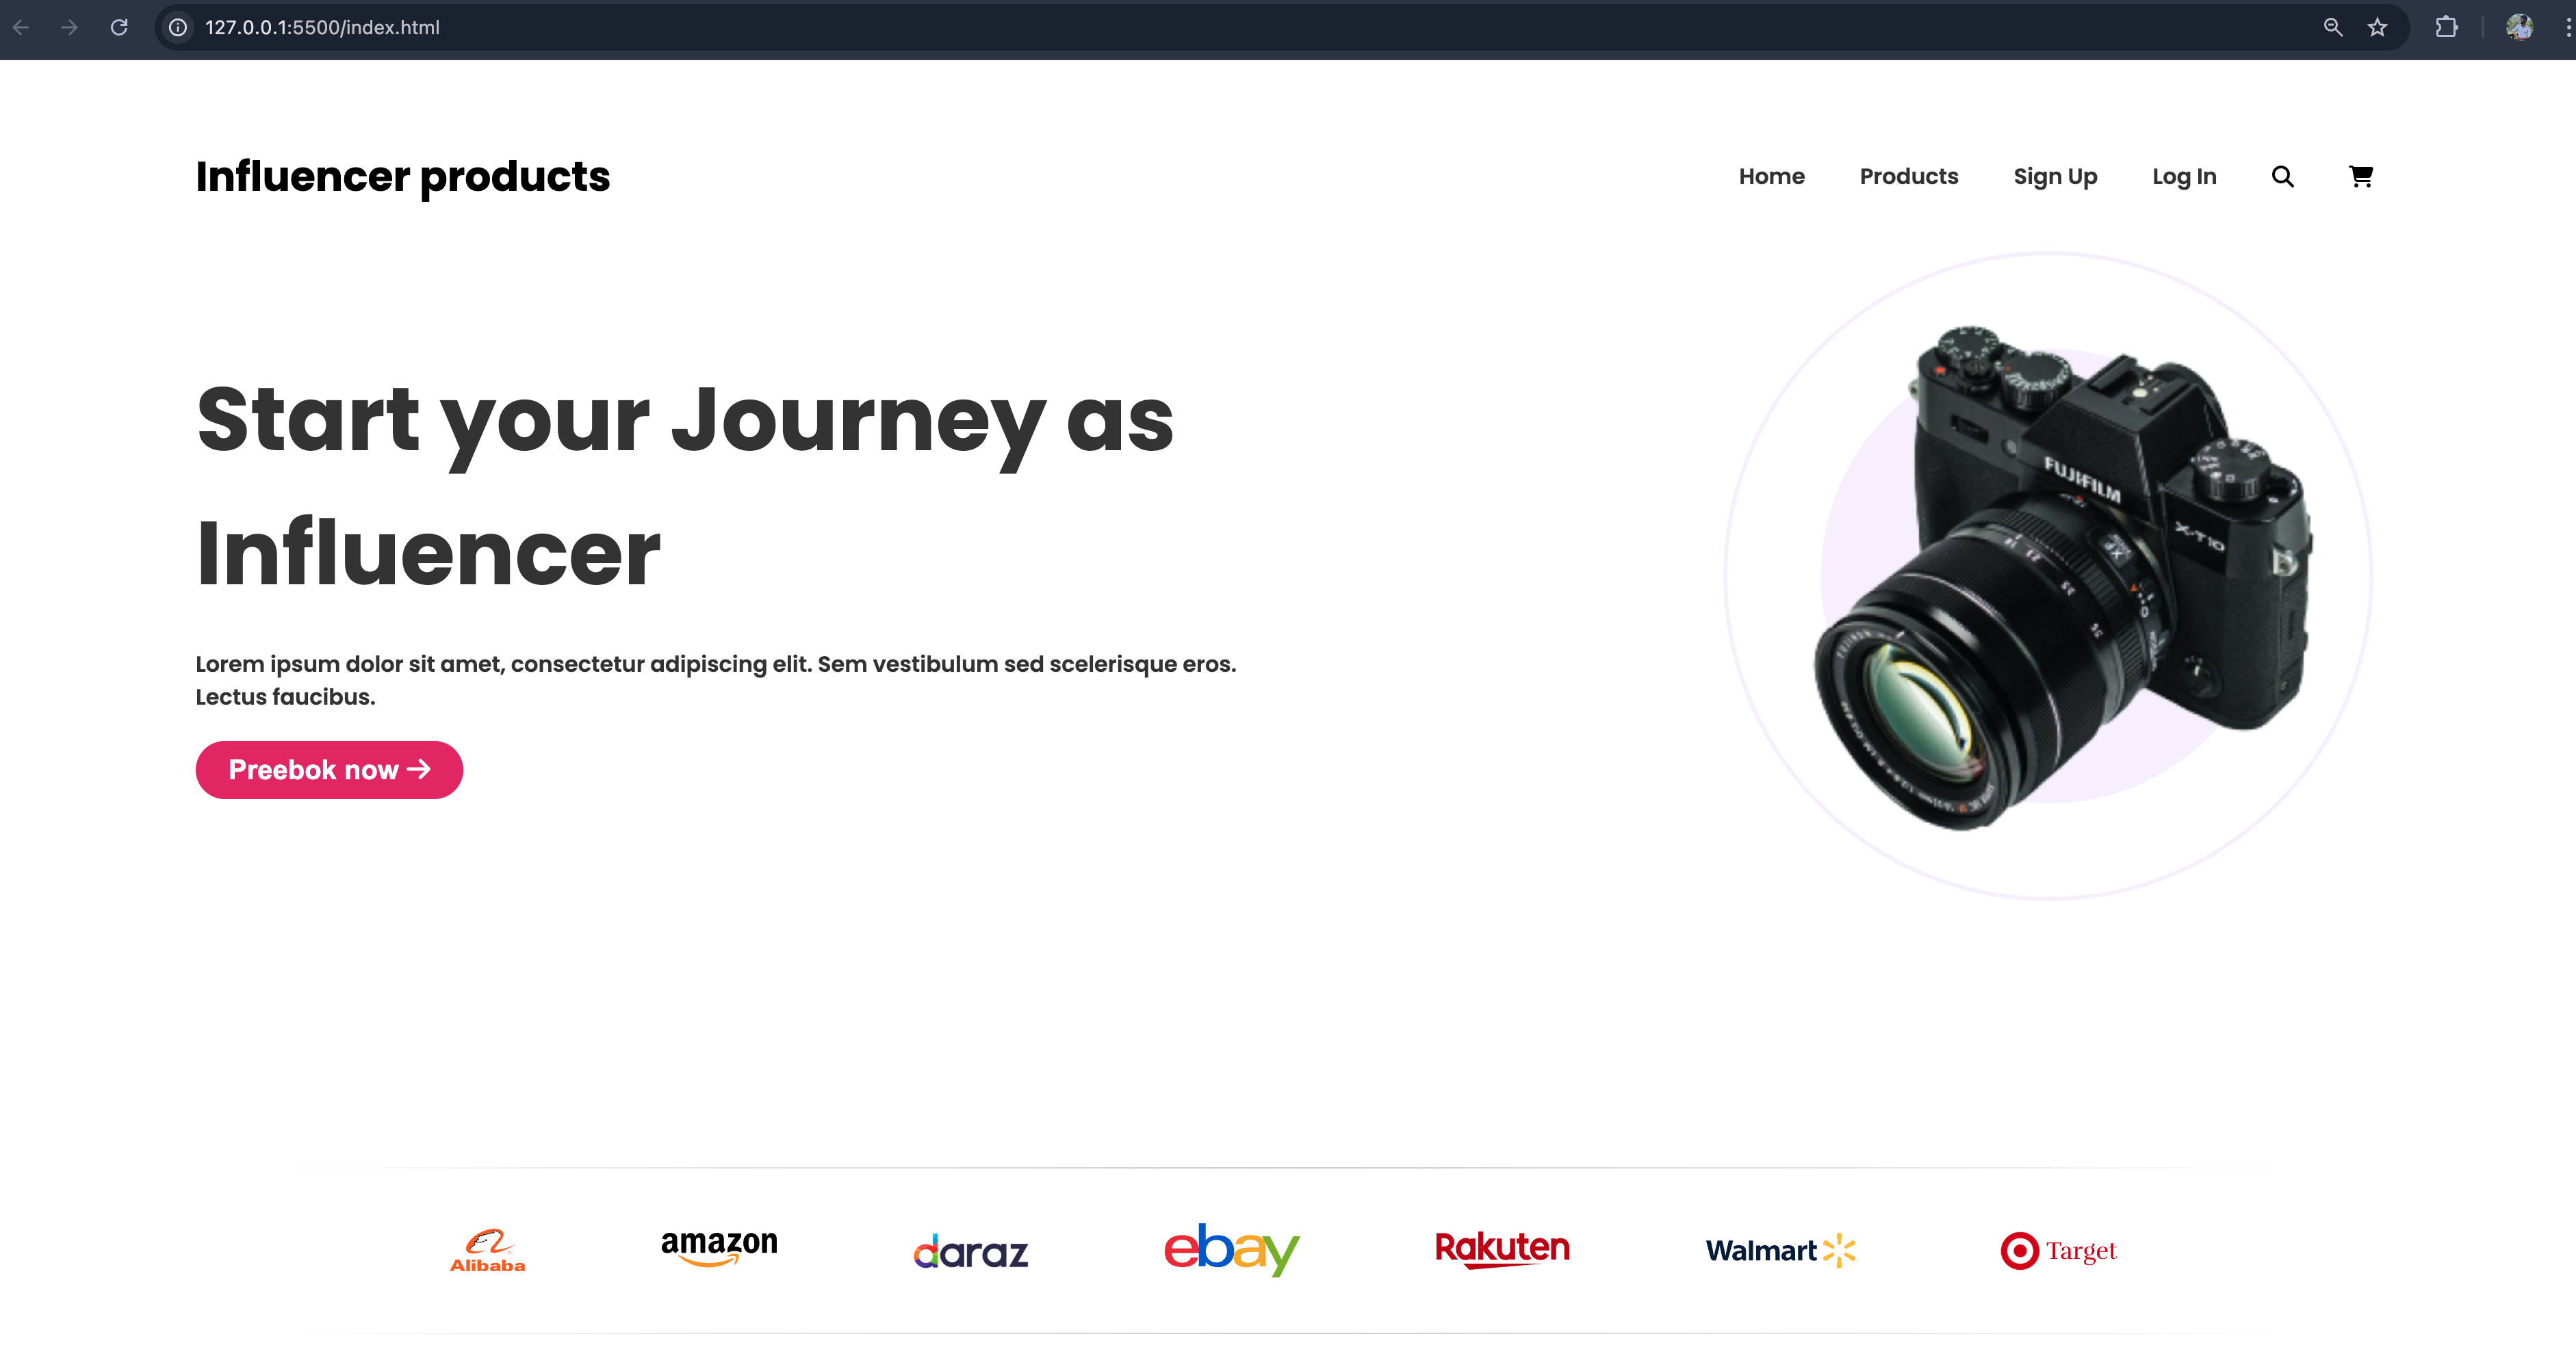 127.0.0.1:5500/index.html
Influencer products
Home Products Sign Up Log In
Start your Journey as
Influencer
Lorem ipsum dolor sit amet, consectetur adipiscing elit. Sem vestibulum sed scelerisque eros.
Lectus faucibus.
Preebok now →
FUJIFILM
X-T10
Alibaba amazon daraz ebay Rakuten Walmart Target